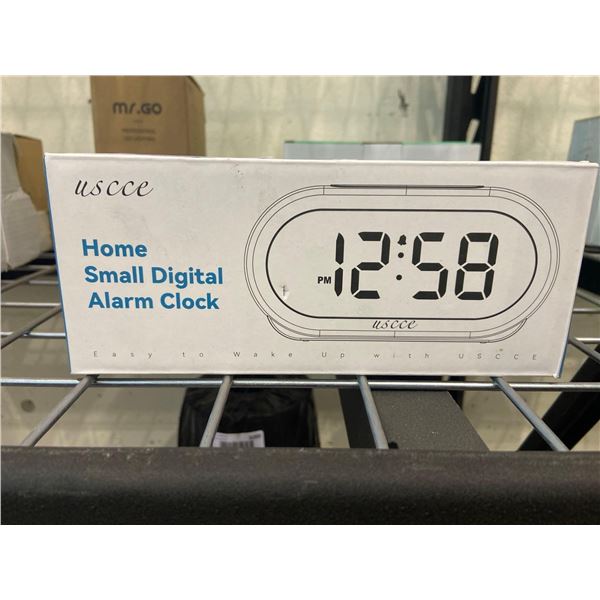 mr.GO
uscce
Home
Small Digital
Alarm Clock
PM 12:58
uscce
Easy to Wake Up with USCCE